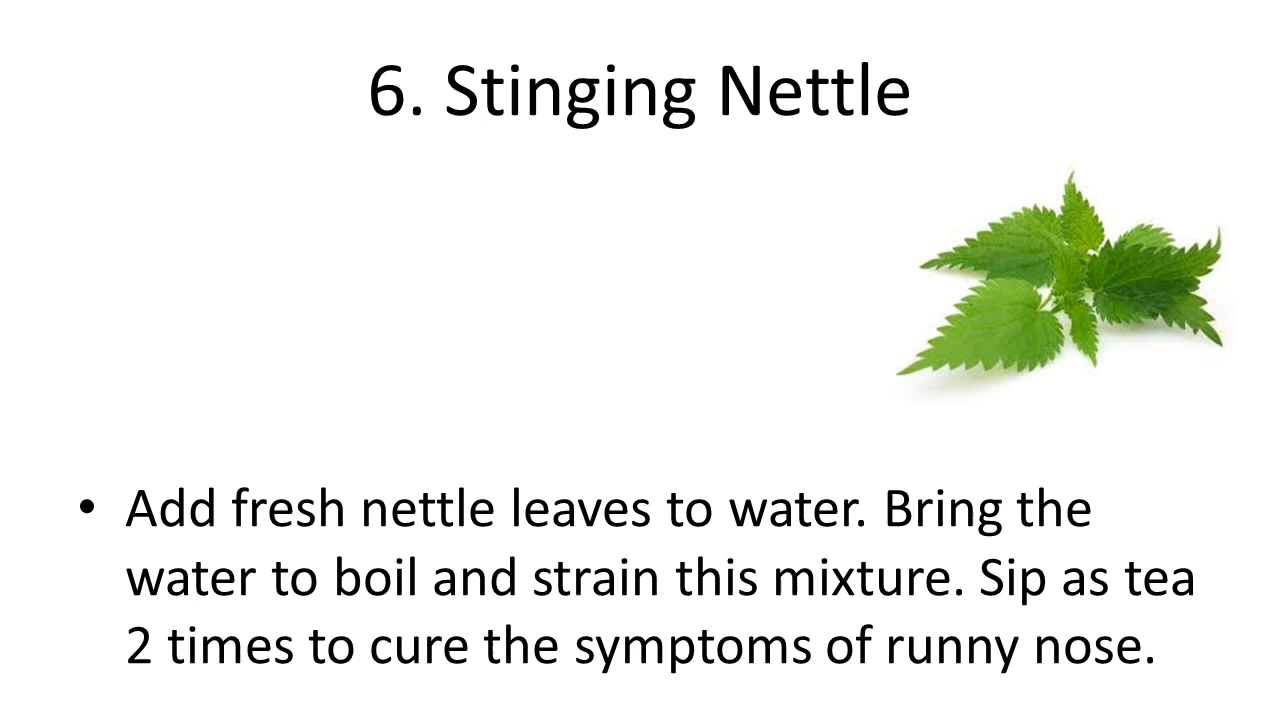 6. Stinging Nettle
• Add fresh nettle leaves to water. Bring the
water to boil and strain this mixture. Sip as tea
2 times to cure the symptoms of runny nose.